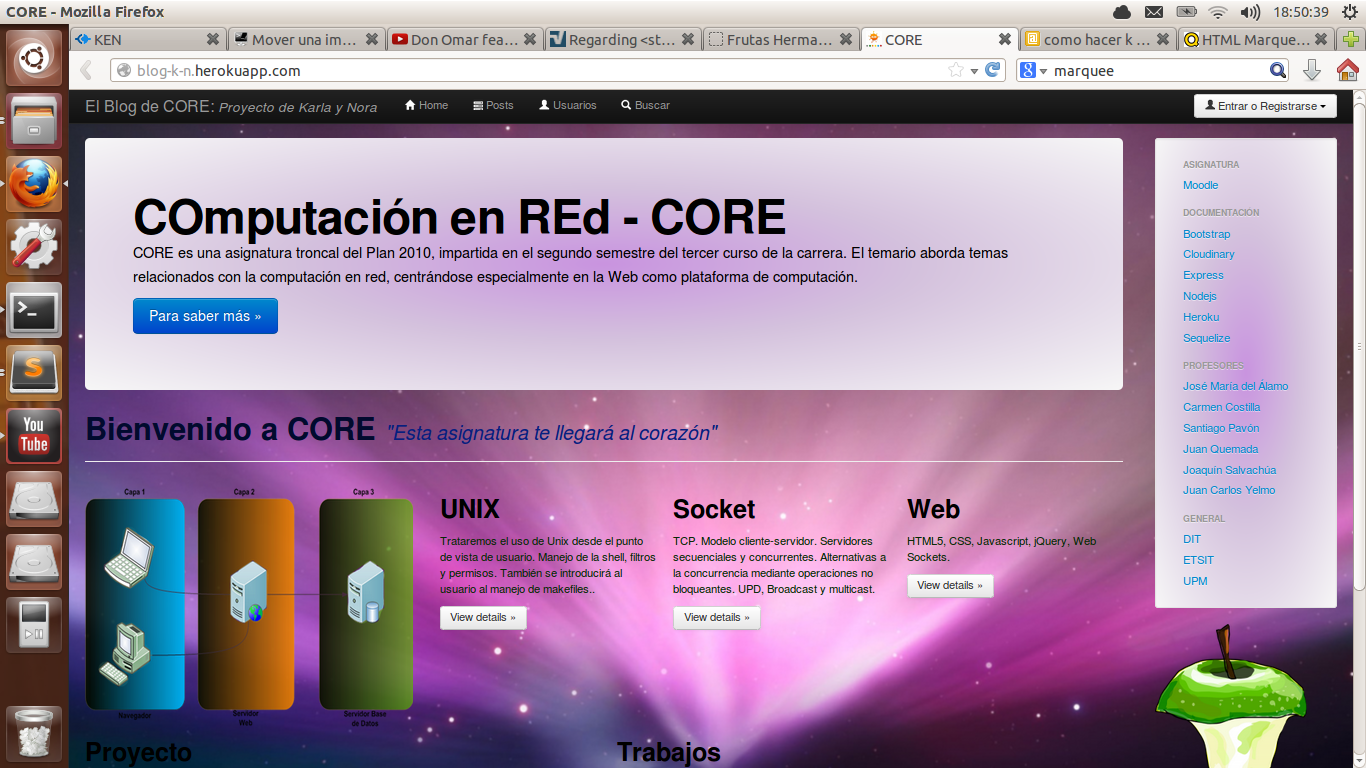 CORE - Mozilla Firefox
18:50:39
KEN
Mover una im...
Don Omar fea...
Regarding <st...
Frutas Herma...
CORE
como hacer k ...
HTML Marque...
blog-k-n.herokuapp.com
marquee
El Blog de CORE: Proyecto de Karla y Nora
Home
Posts
Usuarios
Buscar
Entrar o Registrarse
COmputación en REd - CORE
CORE es una asignatura troncal del Plan 2010, impartida en el segundo semestre del tercer curso de la carrera. El temario aborda temas
relacionados con la computación en red, centrándose especialmente en la Web como plataforma de computación.
Para saber más »
ASIGNATURA
Moodle
DOCUMENTACIÓN
Bootstrap
Cloudinary
Express
Nodejs
Heroku
Sequelize
PROFESORES
José María del Álamo
Carmen Costilla
Santiago Pavón
Juan Quemada
Joaquín Salvachúa
Juan Carlos Yelmo
GENERAL
DIT
ETSIT
UPM
Bienvenido a CORE "Esta asignatura te llegará al corazón"
Capa 1
Capa 2
Capa 3
Navegador
Servidor
Web
Servidor Base
de Datos
UNIX
Trataremos el uso de Unix desde el punto
de vista de usuario. Manejo de la shell, filtros
y permisos. También se introducirá al
usuario al manejo de makefiles..
View details »
Socket
TCP. Modelo cliente-servidor. Servidores
secuenciales y concurrentes. Alternativas a
la concurrencia mediante operaciones no
bloqueantes. UPD, Broadcast y multicast.
View details »
Web
HTML5, CSS, Javascript, jQuery, Web
Sockets.
View details »
Proyecto
Trabajos
You
Tube